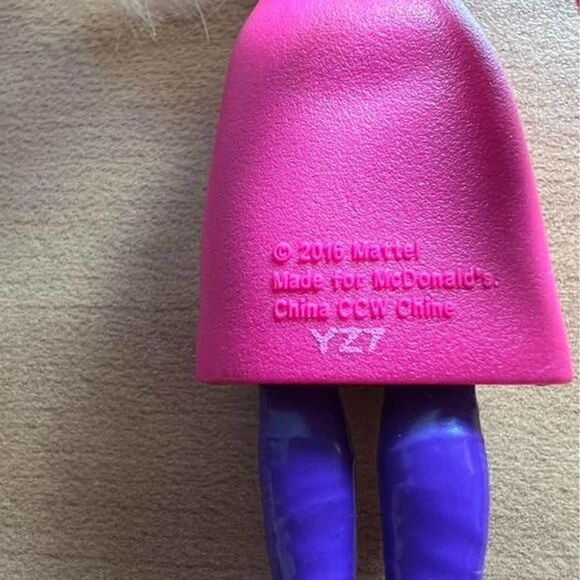 © 2016 Mattel
Made for McDonald's.
China CCW Chine
YZ7